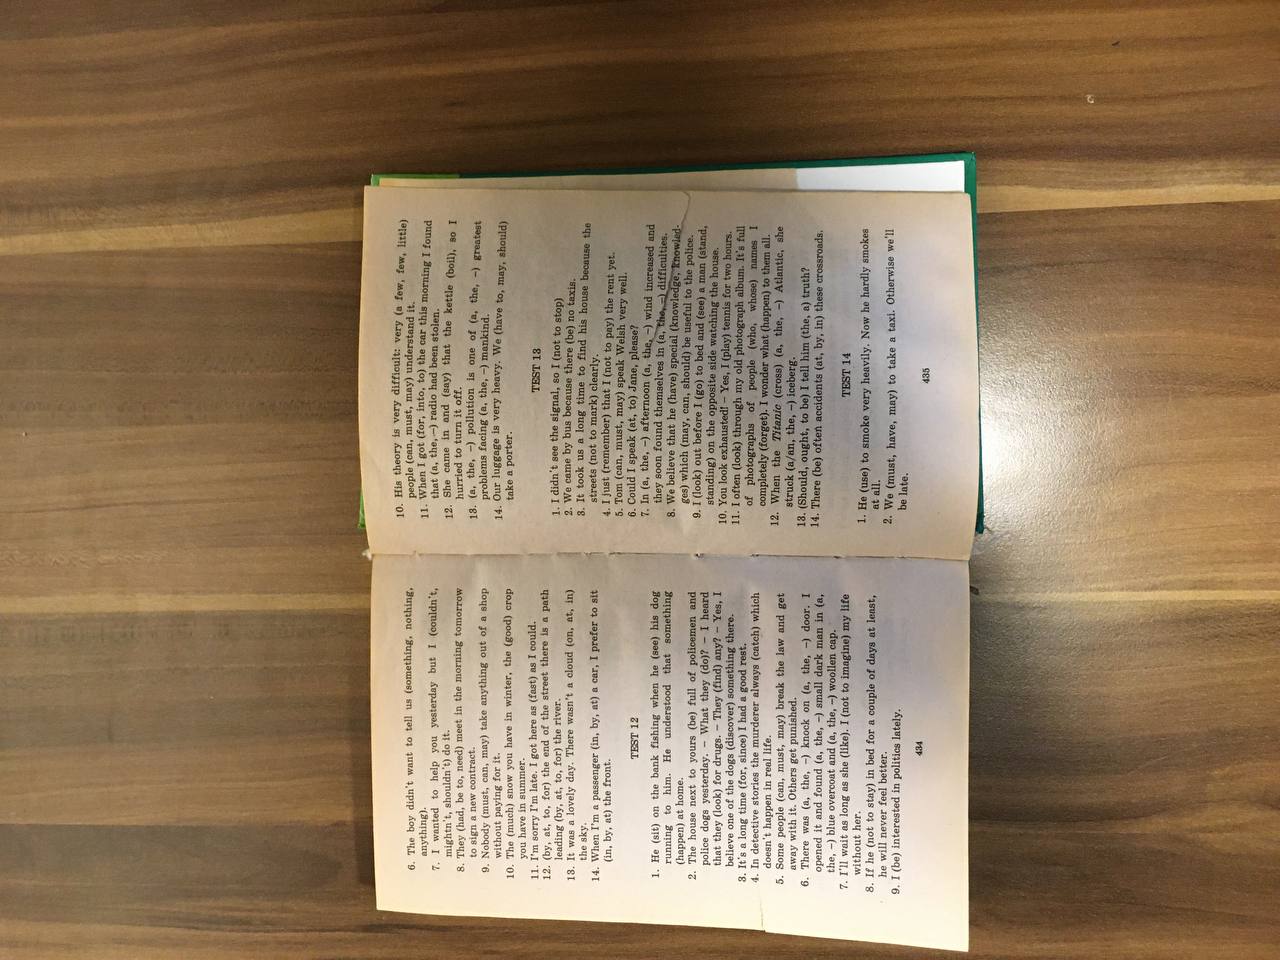 6. The boy didn't want to tell us (something, nothing,
anything).
7. I wanted to help you yesterday but I (couldn't,
mightn't, shouldn't) do it.
8. They (had, be to, need) meet in the morning tomorrow
to sign a new contract.
9. Nobody (must, can, may) take anything out of a shop
without paying for it.
10. The (much) snow you have in winter, the (good) crop
you have in summer.
11. I'm sorry I'm late. I got here as (fast) as I could.
12. (by, at, to, for) the end of the street there is a path
leading (by, at, to, for) the river.
13. It was a lovely day. There wasn't a cloud (on, at, in)
the sky.
14. When I'm a passenger (in, by, at) a car, I prefer to sit
(in, by, at) the front.
TEST 12
1. He (sit) on the bank fishing when he (see) his dog
running to him. He understood that something
(happen) at home.
2. The house next to yours (be) full of policemen and
police dogs yesterday. – What they (do)? – I heard
that they (look) for drugs. – They (find) any? – Yes, I
believe one of the dogs (discover) something there.
3. It's a long time (for, since) I had a good rest.
4. In detective stories the murderer always (catch) which
doesn't happen in real life.
5. Some people (can, must, may) break the law and get
away with it. Others get punished.
6. There was (a, the, –) knock on (a, the, –) door. I
opened it and found (a, the, –) small dark man in (a,
the, –) blue overcoat and (a, the, –) woollen cap.
7. I'll wait as long as she (like). I (not to imagine) my life
without her.
8. If he (not to stay) in bed for a couple of days at least,
he will never feel better.
9. I (be) interested in politics lately.
434
10. His theory is very difficult: very (a few, few, little)
people (can, must, may) understand it.
11. When I got (for, into, to) the car this morning I found
that (a, the,–) radio had been stolen.
12. She came in and (say) that the kettle (boil), so I
hurried to turn it off.
13. (a, the, –) pollution is one of (a, the, –) greatest
problems facing (a, the, –) mankind.
14. Our luggage is very heavy. We (have to, may, should)
take a porter.
TEST 13
1. I didn't see the signal, so I (not to stop)
2. We came by bus because there (be) no taxis.
3. It took us a long time to find his house because the
streets (not to mark) clearly.
4. I just (remember) that I (not to pay) the rent yet.
5. Tom (can, must, may) speak Welsh very well.
6. Could I speak (at, to) Jane, please?
7. In (a, the, –) afternoon (a, the, –) wind increased and
they soon found themselves in (a, the, –) difficulties.
8. We believe that he (have) special (knowledge, knowled-
ges) which (may, can, should) be useful to the police.
9. I (look) out before I (go) to bed and (see) a man (stand,
standing) on the opposite side watching the house.
10. You look exhausted! – Yes, I (play) tennis for two hours.
11. I often (look) through my old photograph album. It's full
of photographs of people (who, whose) names I
completely (forget). I wonder what (happen) to them all.
12. When the Titanic (cross) (a, the, –) Atlantic, she
struck (a/an, the, –) iceberg.
13. (Should, ought, to be) I tell him (the, a) truth?
14. There (be) often accidents (at, by, in) these crossroads.
TEST 14
1. He (use) to smoke very heavily. Now he hardly smokes
at all.
2. We (must, have, may) to take a taxi. Otherwise we'll
be late.
435